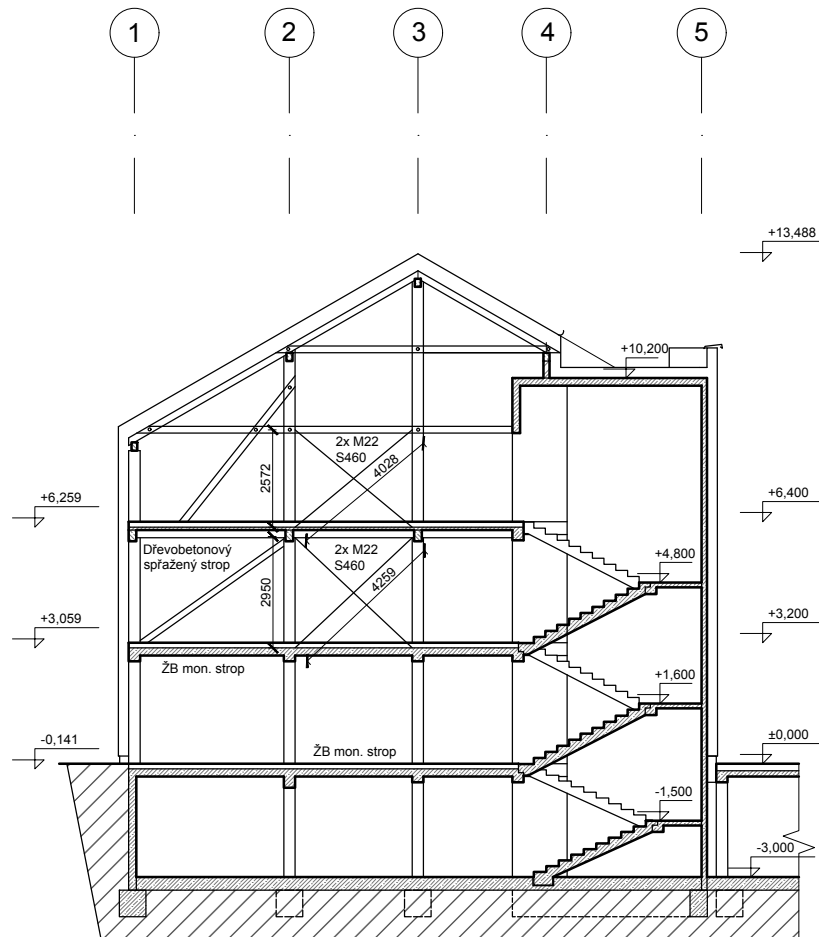 1 2 3 4 5
+13,488
+10,200
2x M22
S460
4028
2572
+6,259
+6,400
Dřevobetonový
spřažený strop
2x M22
S460
4259
2950
+4,800
+3,059
+3,200
ŽB mon. strop
+1,600
-0,141
ŽB mon. strop
±0,000
-1,500
-3,000